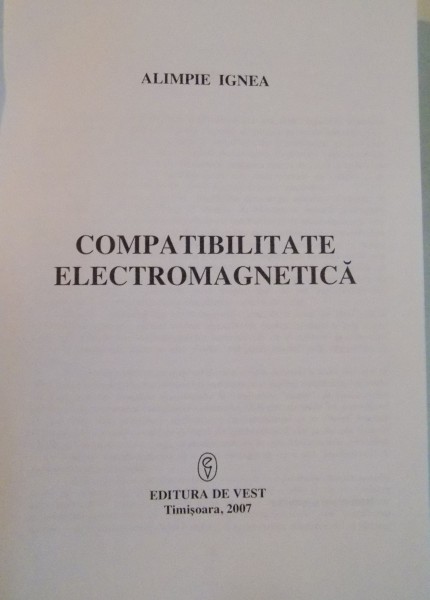 ALIMPIE IGNEA
COMPATIBILITATE
ELECTROMAGNETICĂ
EDITURA DE VEST
Timişoara, 2007